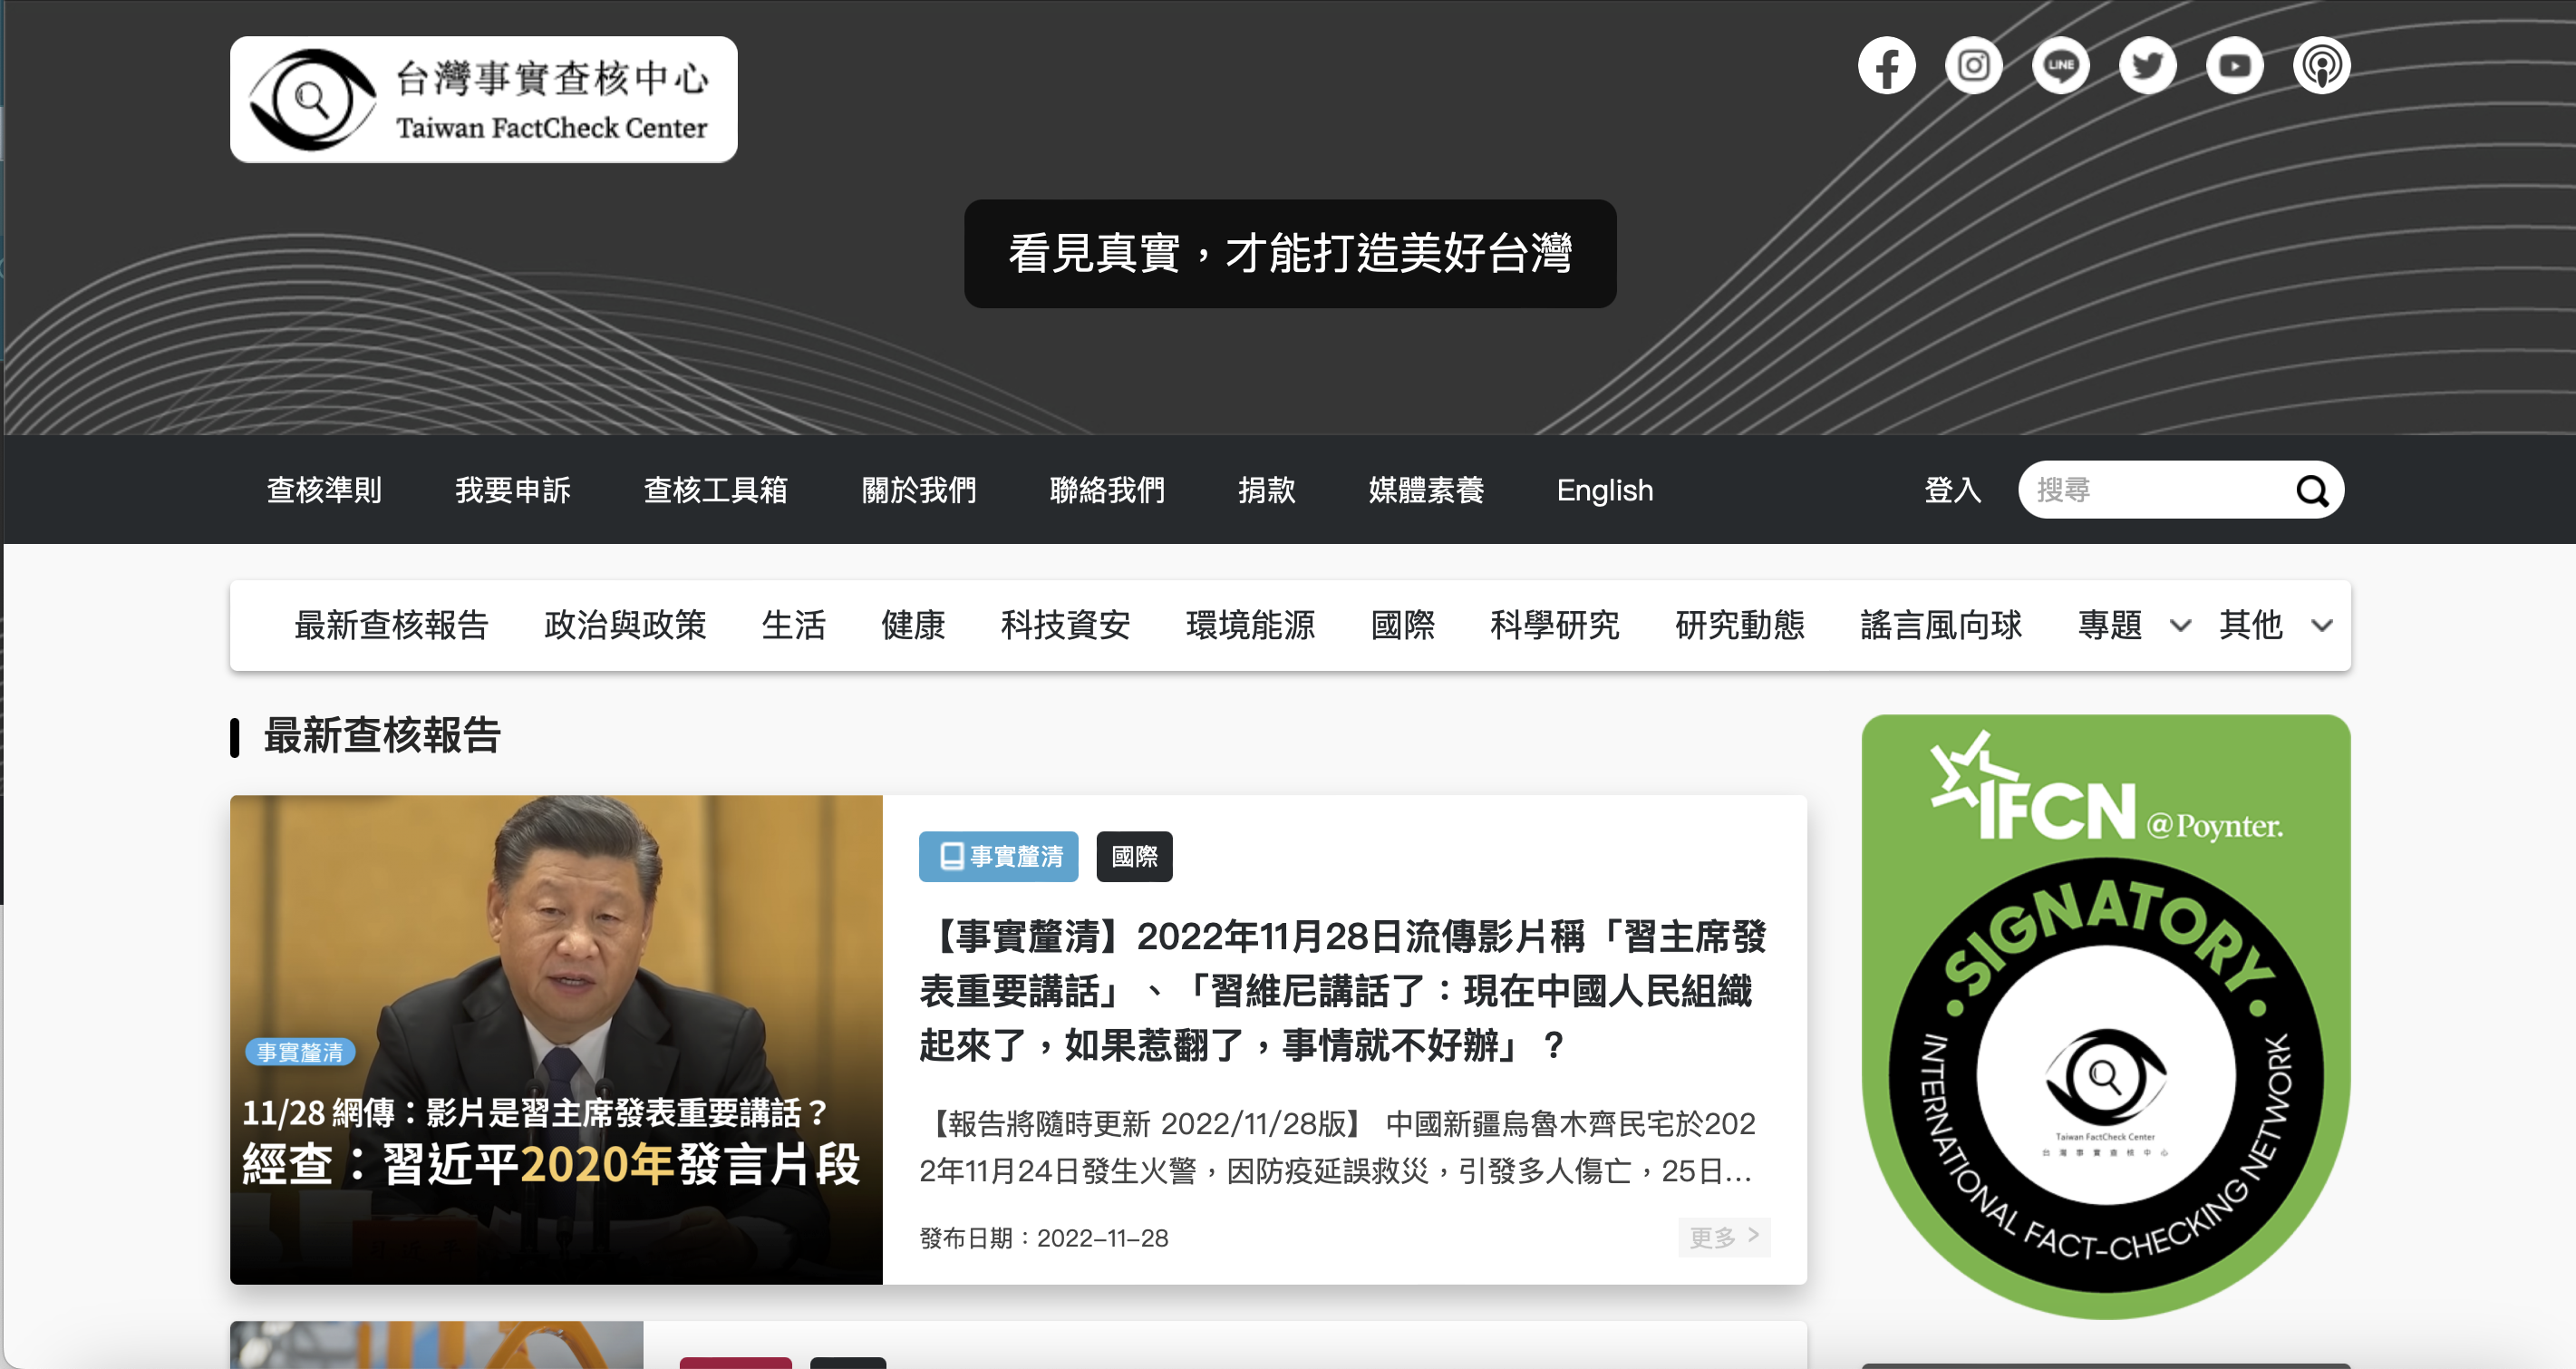 台灣事實查核中心
Taiwan FactCheck Center
LINE
看見真實，才能打造美好台灣
查核準則 我要申訴 查核工具箱 關於我們 聯絡我們 捐款 媒體素養 English 登入 搜尋
最新查核報告 政治與政策 生活 健康 科技資安 環境能源 國際 科學研究 研究動態 謠言風向球 專題 其他
最新查核報告
事實釐清
11/28 網傳：影片是習主席發表重要講話？
經查：習近平2020年發言片段
事實釐清 國際
【事實釐清】2022年11月28日流傳影片稱「習主席發
表重要講話」、「習維尼講話了：現在中國人民組織
起來了，如果惹翻了，事情就不好辦」？
【報告將隨時更新 2022/11/28版】 中國新疆烏魯木齊民宅於202
2年11月24日發生火警，因防疫延誤救災，引發多人傷亡，25日...
發布日期：2022-11-28
更多 >
IFCN @Poynter.
SIGNATORY
Taiwan FactCheck Center
台灣事實查核中心
INTERNATIONAL FACT-CHECKING NETWORK